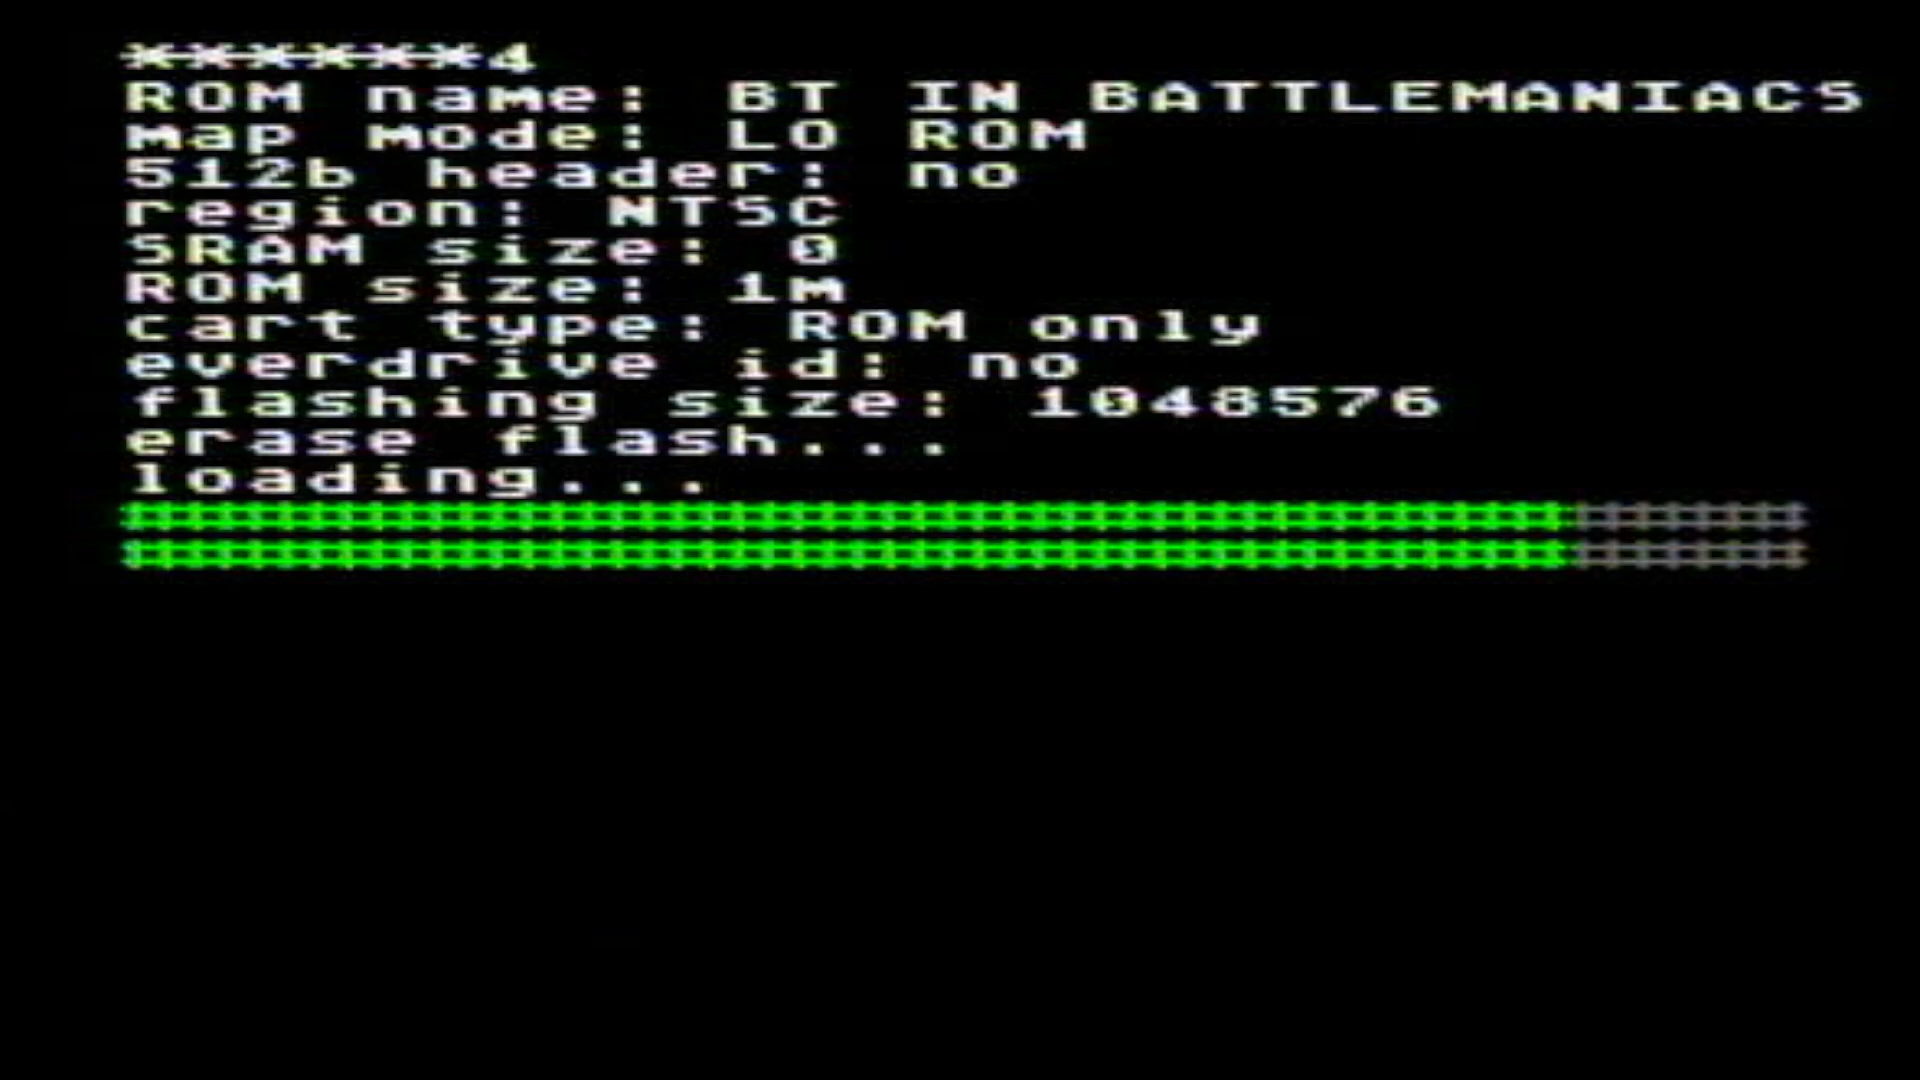 ******4
ROM name: BT IN BATTLEMANIACS
map mode: LO ROM
512b header: no
region: NTSC
SRAM size: 0
ROM size: 1m
cart type: ROM only
everdrive id: no
flashing size: 1048576
erase flash...
loading...